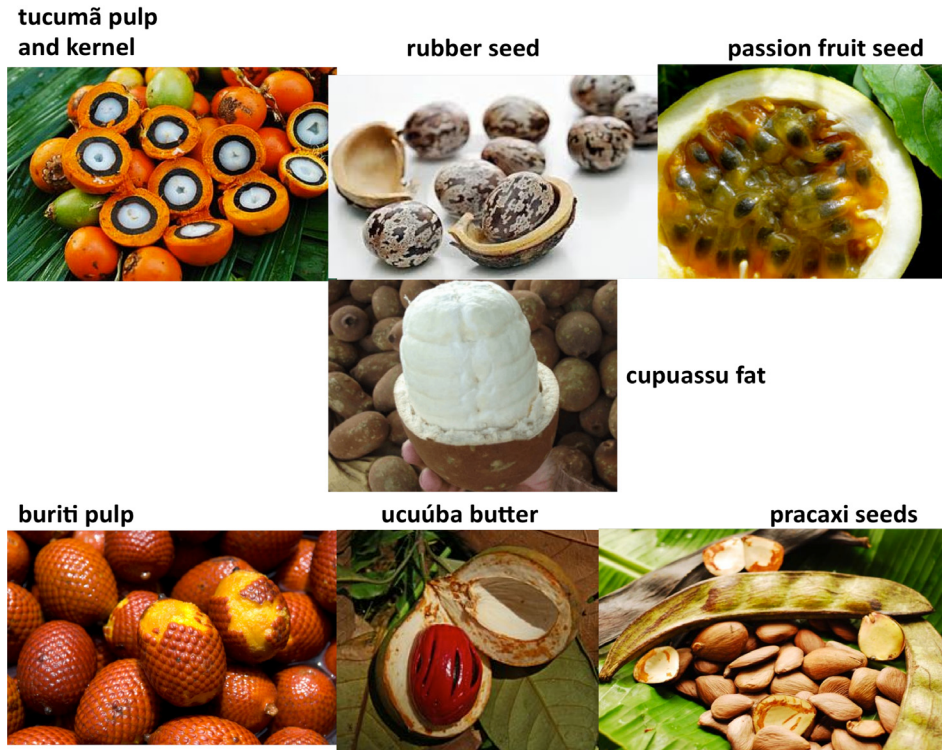 tucumã pulp
and kernel
rubber seed
passion fruit seed
cupuassu fat
buriti pulp
ucuúba butter
pracaxi seeds